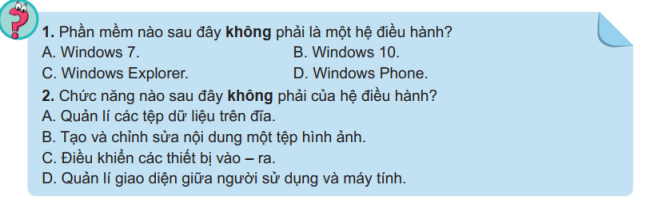 1. Phần mềm nào sau đây không phải là một hệ điều hành?
A. Windows 7. B. Windows 10.
C. Windows Explorer. D. Windows Phone.
2. Chức năng nào sau đây không phải của hệ điều hành?
A. Quản lí các tệp dữ liệu trên đĩa.
B. Tạo và chỉnh sửa nội dung một tệp hình ảnh.
C. Điều khiển các thiết bị vào – ra.
D. Quản lí giao diện giữa người sử dụng và máy tính.